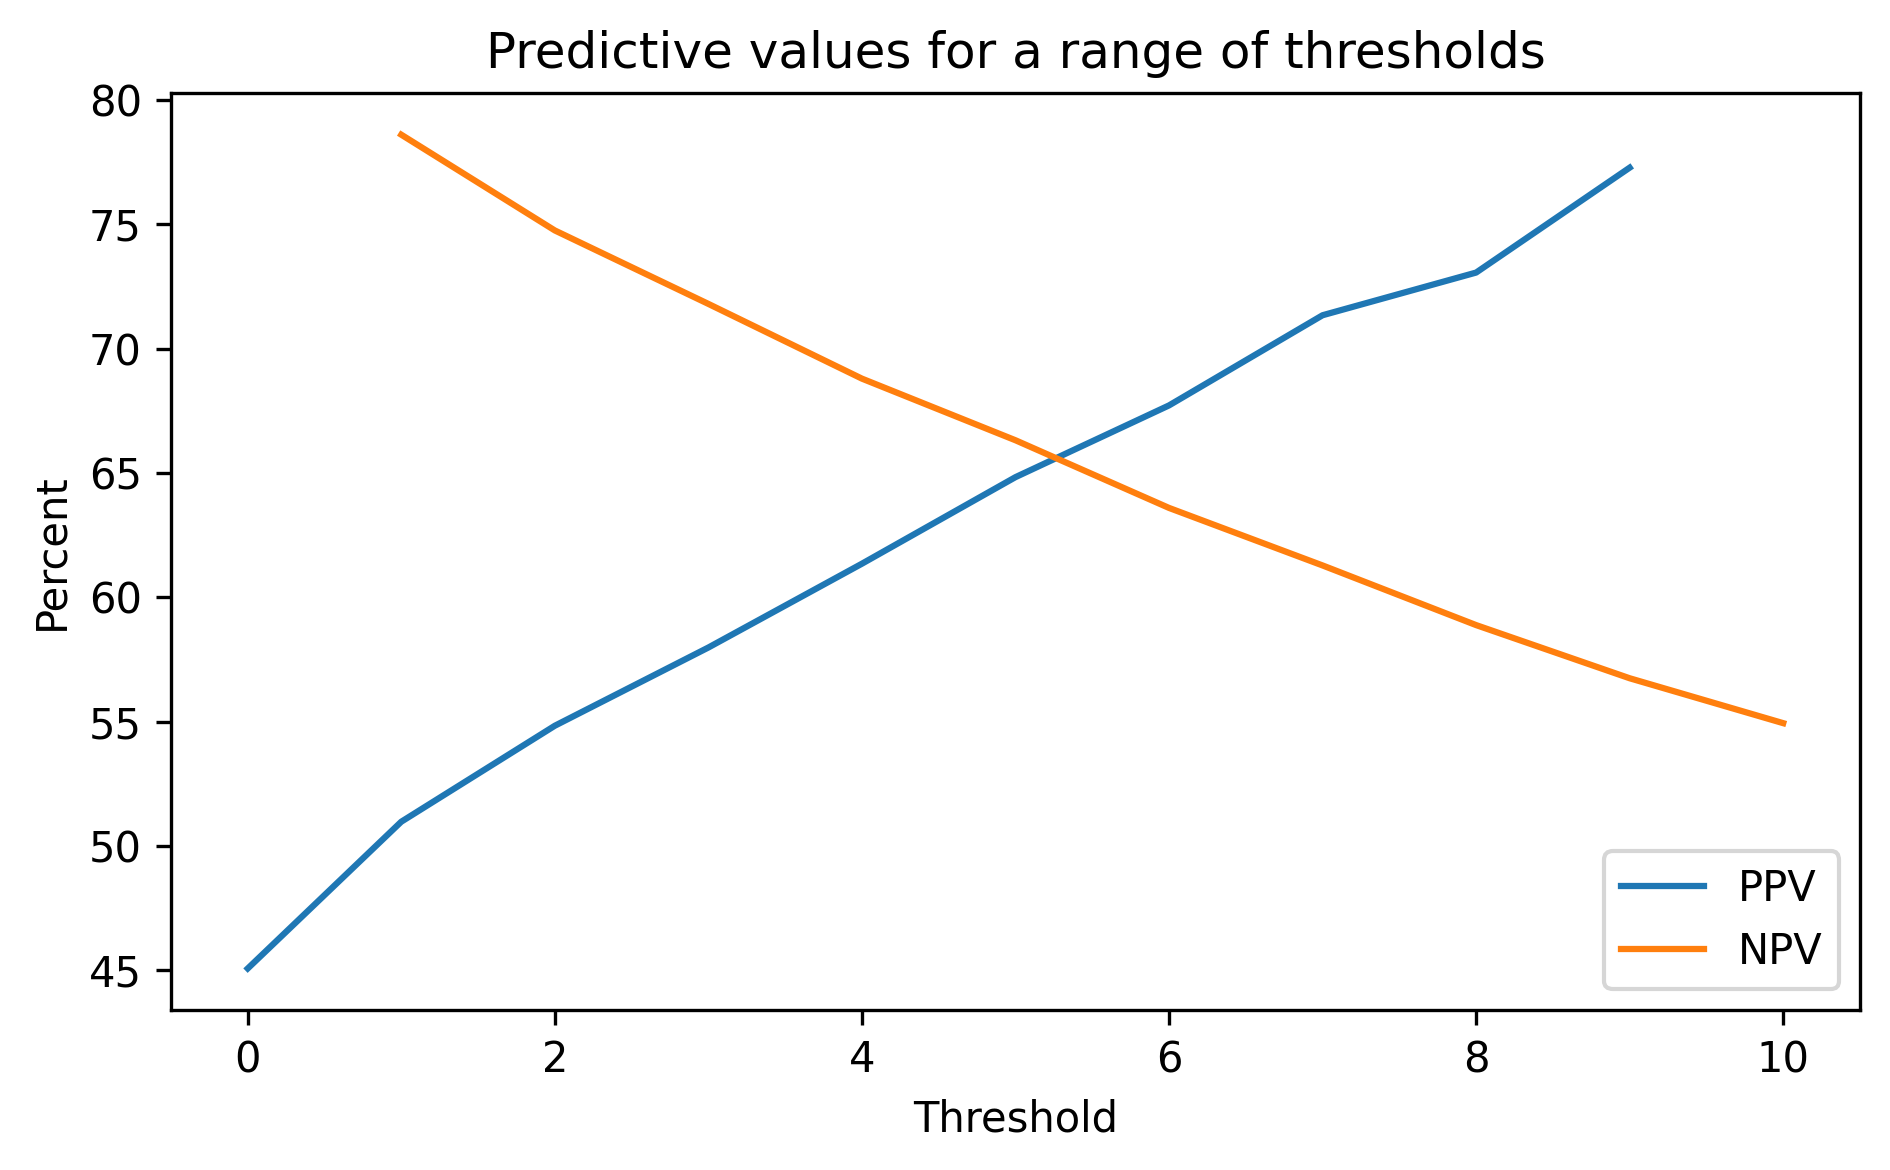 Predictive values for a range of thresholds
80
75
70
65
60
55
50
45
Percent
PPV
NPV
0 2 4 6 8 10
Threshold